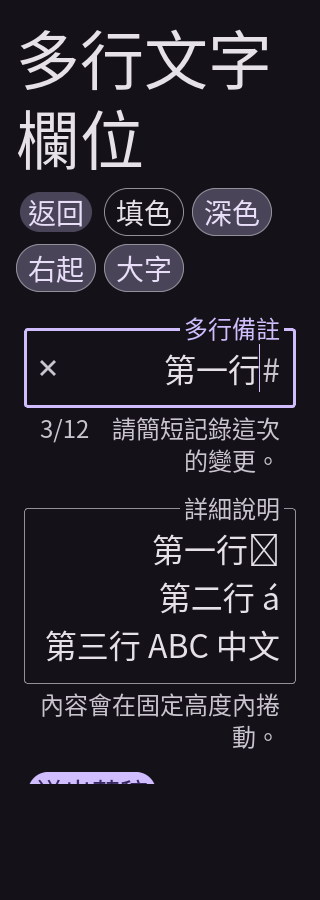 多行文字
欄位
返回 填色 深色
右起 大字
多行備註
#第一行
3/12 請簡短記錄這次
的變更。
詳細說明
第一行
第二行 á
第三行 ABC 中文
內容會在固定高度內捲
動。